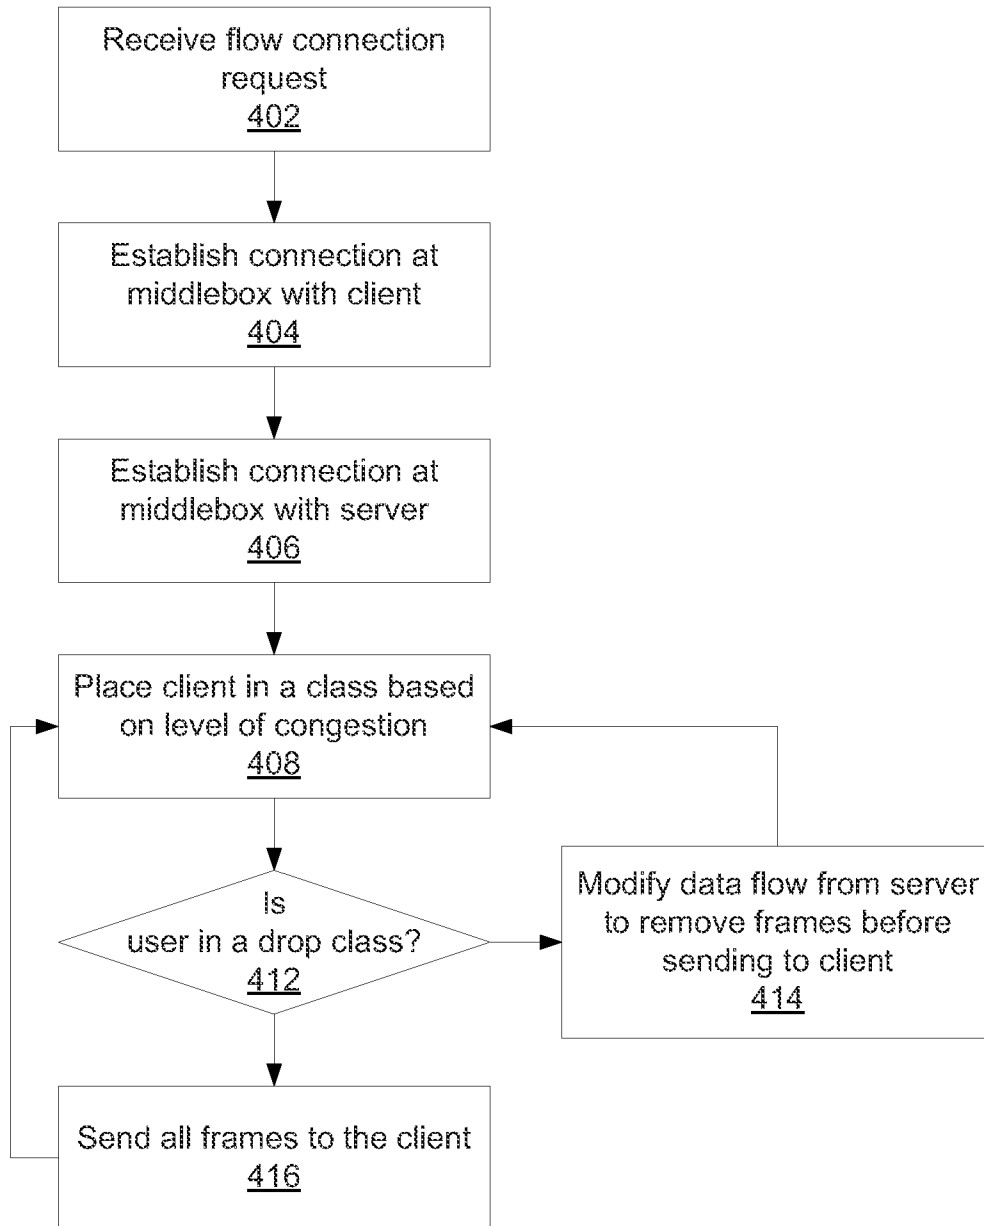 Receive flow connection
request
402
Establish connection at
middlebox with client
404
Establish connection at
middlebox with server
406
Place client in a class based
on level of congestion
408
Is
user in a drop class?
412
Modify data flow from server
to remove frames before
sending to client
414
Send all frames to the client
416